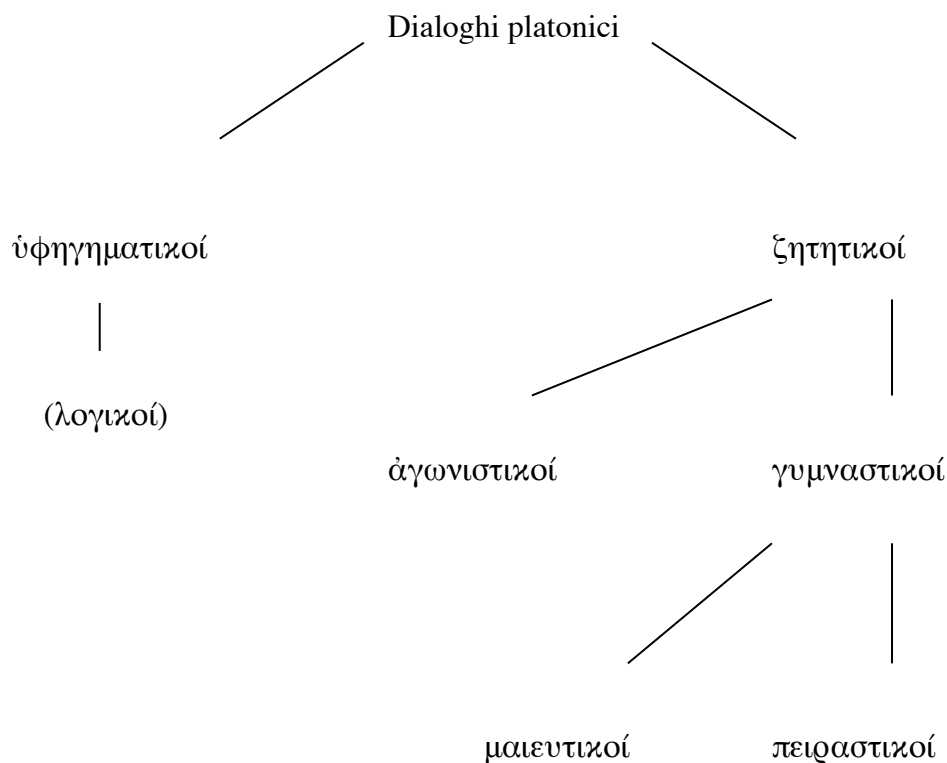 Dialoghi platonici
ὑφηγηματικοί ζητητικοί
(λογικοί)
ἀγωνιστικοί γυμναστικοί
μαιευτικοί πειραστικοί